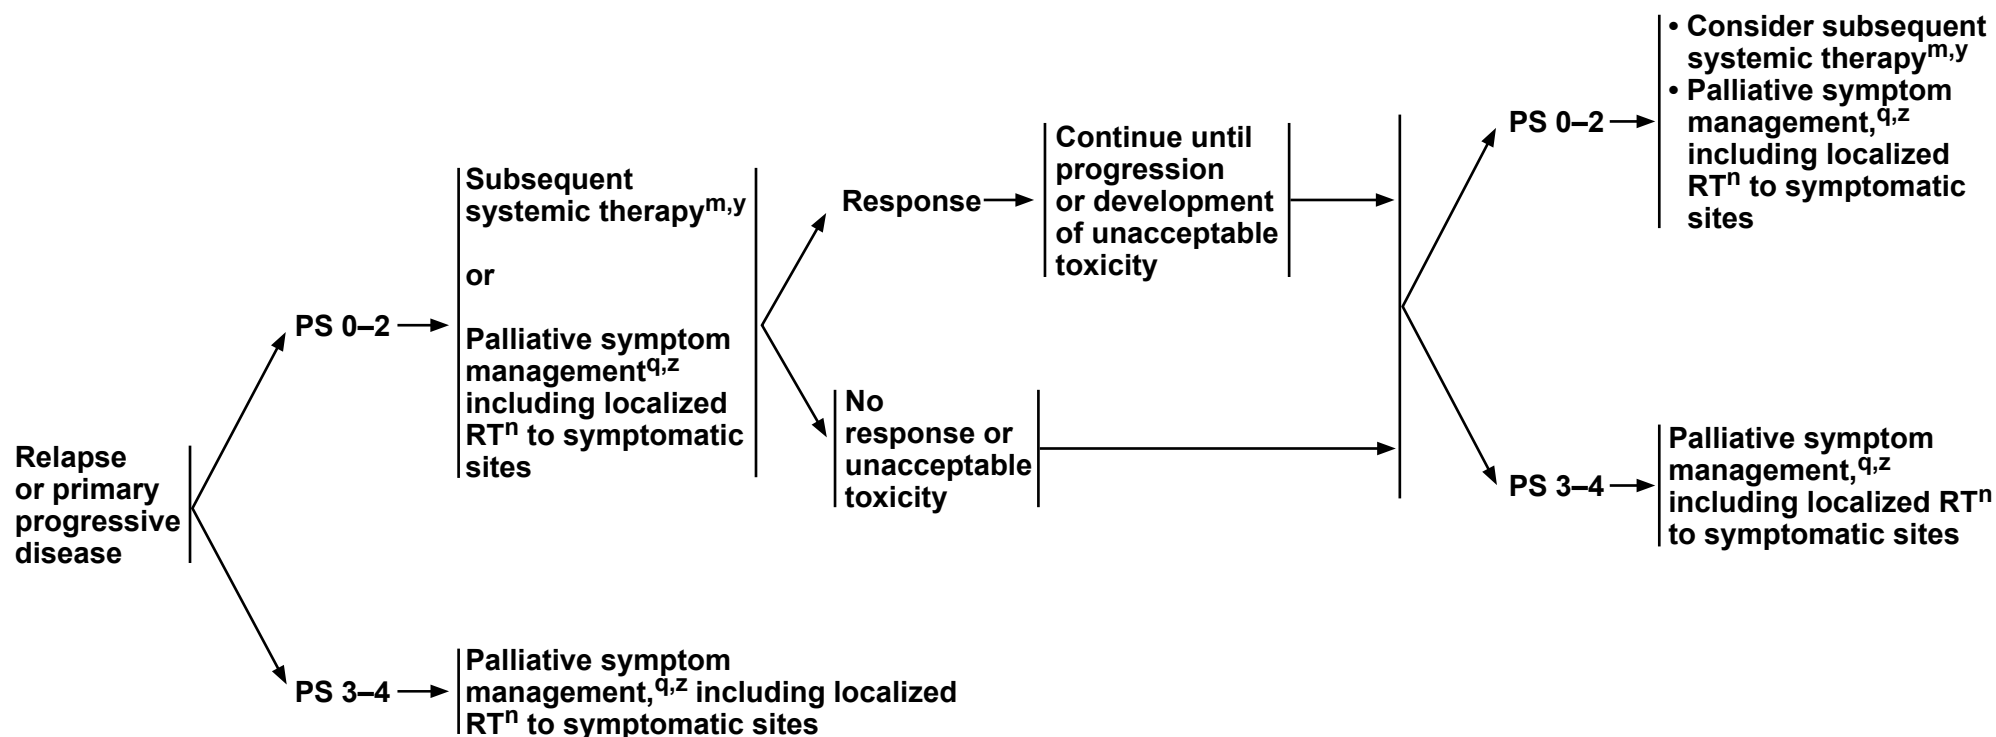 Relapse
or primary
progressive
disease
PS 0–2
Subsequent
systemic therapym,y
or
Palliative symptom
managementq,z
including localized
RTn to symptomatic
sites
Response
Continue until
progression
or development
of unacceptable
toxicity
No
response or
unacceptable
toxicity
PS 0–2
• Consider subsequent
systemic therapym,y
• Palliative symptom
management,q,z
including localized
RTn to symptomatic
sites
PS 3–4
Palliative symptom
management,q,z
including localized RTn
to symptomatic sites
PS 3–4
Palliative symptom
management,q,z including localized
RTn to symptomatic sites